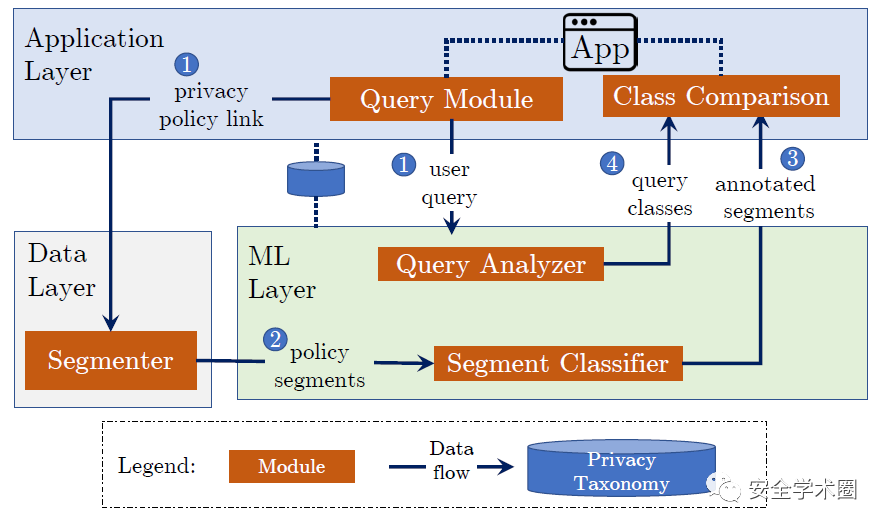 Application
Layer
App
1
privacy
policy link
Query Module
Class Comparison
1
user
query
4
query
classes
3
annotated
segments
Data
Layer
ML
Layer
Query Analyzer
Segmenter
2
policy
segments
Segment Classifier
Legend:
Module
Data
flow
Privacy
Taxonomy
安全学术圈